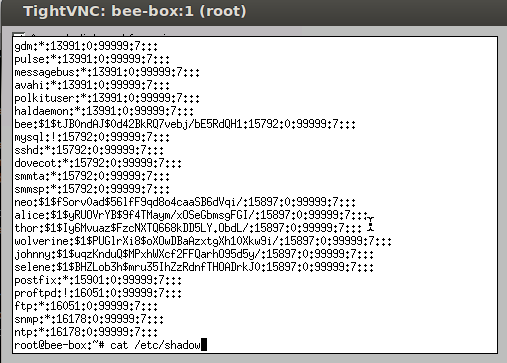 TightVNC: bee-box:1 (root)
gdm:*:13991:0:99999:7:::
pulse:*:13991:0:99999:7:::
messagebus:*:13991:0:99999:7:::
avahi:*:13991:0:99999:7:::
polkituser:*:13991:0:99999:7:::
haldaemon:*:13991:0:99999:7:::
bee:$1$tJB0ndAJ$0d42BkRQ7vebj/bE5RdQH1:15792:0:99999:7:::
mysql:!:15792:0:99999:7:::
sshd:*:15792:0:99999:7:::
dovecot:*:15792:0:99999:7:::
smmta:*:15792:0:99999:7:::
smmsp:*:15792:0:99999:7:::
neo:$1$fSorv0ad$56lfF9qd8o4caaSB6dVqi/:15897:0:99999:7:::
alice:$1$yRUOVrYB$9f4TMaym/xOSeGbmsgFGI/:15897:0:99999:7:::
thor:$1$Iy6Mvuaz$FzcNXTQ668kDD5LY.ObdL/:15897:0:99999:7:::
wolverine:$1$PUGlrXi8$oXOwDBaAzxtgXh10Xkw9i/:15897:0:99999:7:::
johnny:$1$uqzKnduQ$MPxhWXcf2FFQarhO95d5y/:15897:0:99999:7:::
selene:$1$BHZLob3h$mru35IhZzRdnfTHOADrkJ0:15897:0:99999:7:::
postfix:*:15901:0:99999:7:::
proftpd:!:16051:0:99999:7:::
ftp:*:16051:0:99999:7:::
snmp:*:16178:0:99999:7:::
ntp:*:16178:0:99999:7:::
root@bee-box:~# cat /etc/shadow